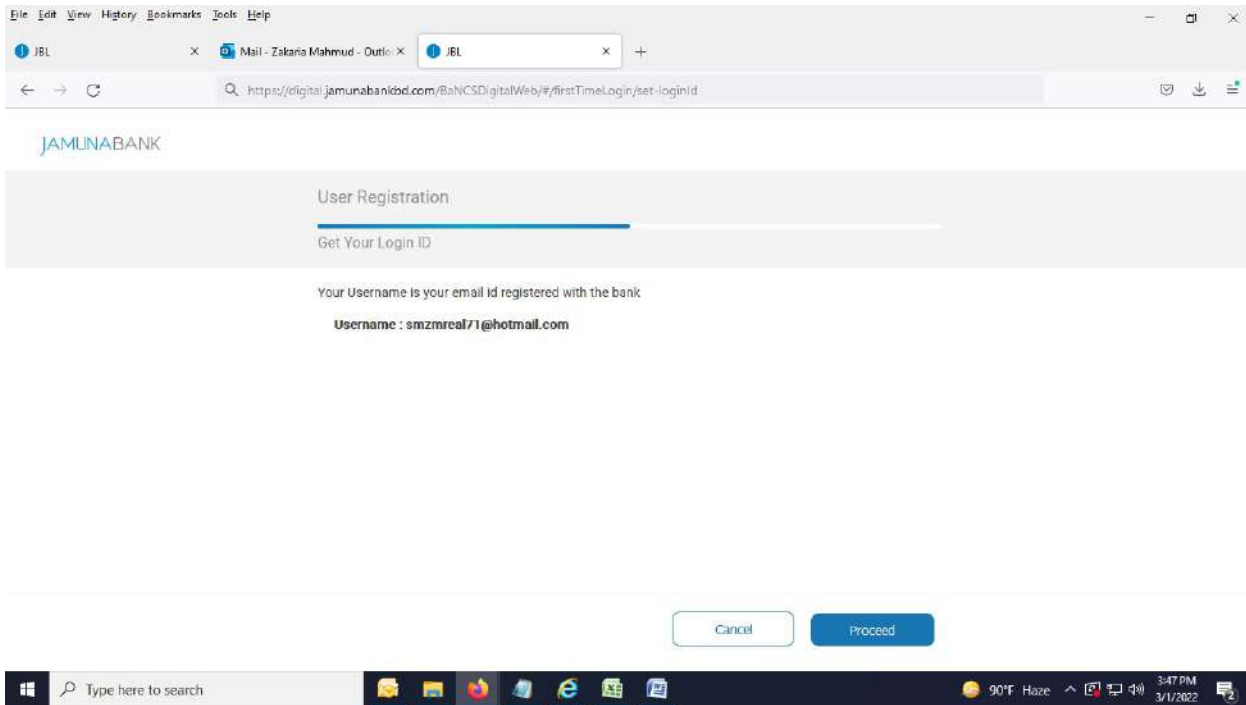 File Edit View History Bookmarks Tools Help
JBL
Mail - Zakaria Mahmud - Outlo
JBL
https://digital.jamunabankbd.com/BaNCSDigitalWeb/#/firstTimeLogin/set-loginId
JAMUNABANK
User Registration
Get Your Login ID
Your Username is your email id registered with the bank
Username : smzmreal71@hotmail.com
Cancel
Proceed
Type here to search
90°F Haze
3:47 PM
3/1/2022
2